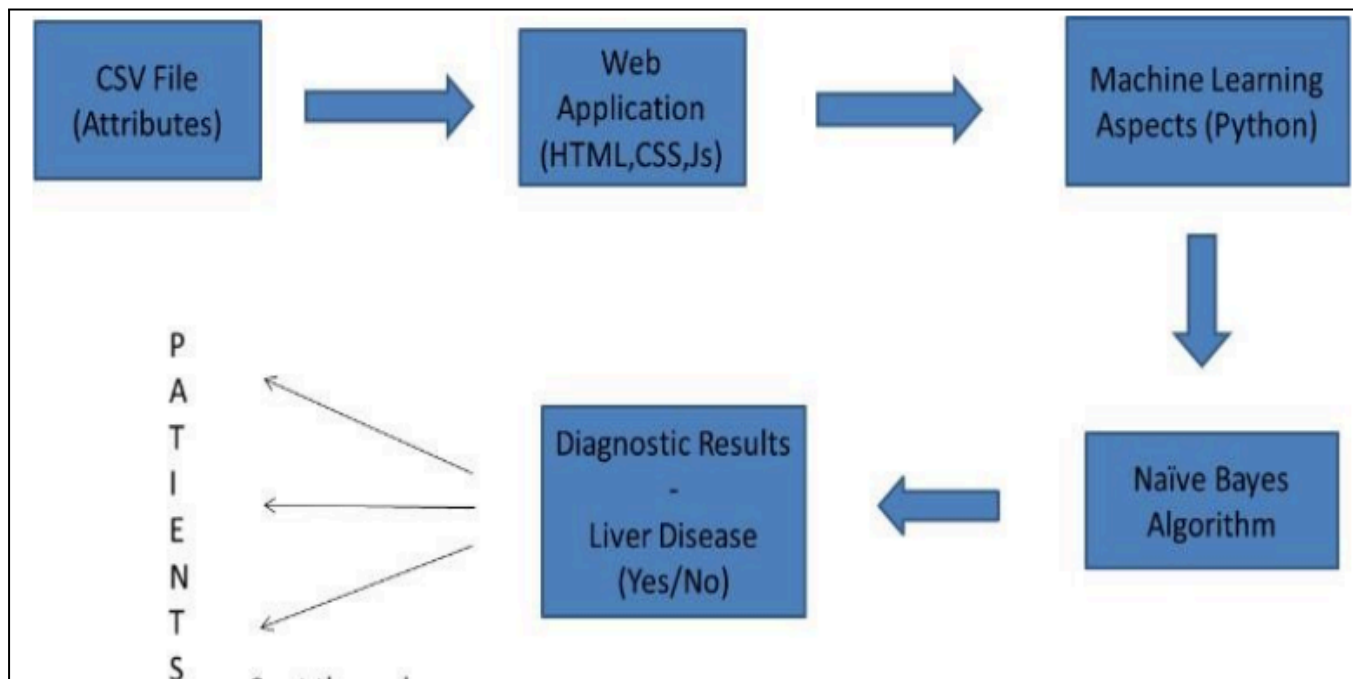 CSV File
(Attributes)
Web
Application
(HTML,CSS,Js)
Machine Learning
Aspects (Python)
Naïve Bayes
Algorithm
Diagnostic Results
-
Liver Disease
(Yes/No)
P
A
T
I
E
N
T
S